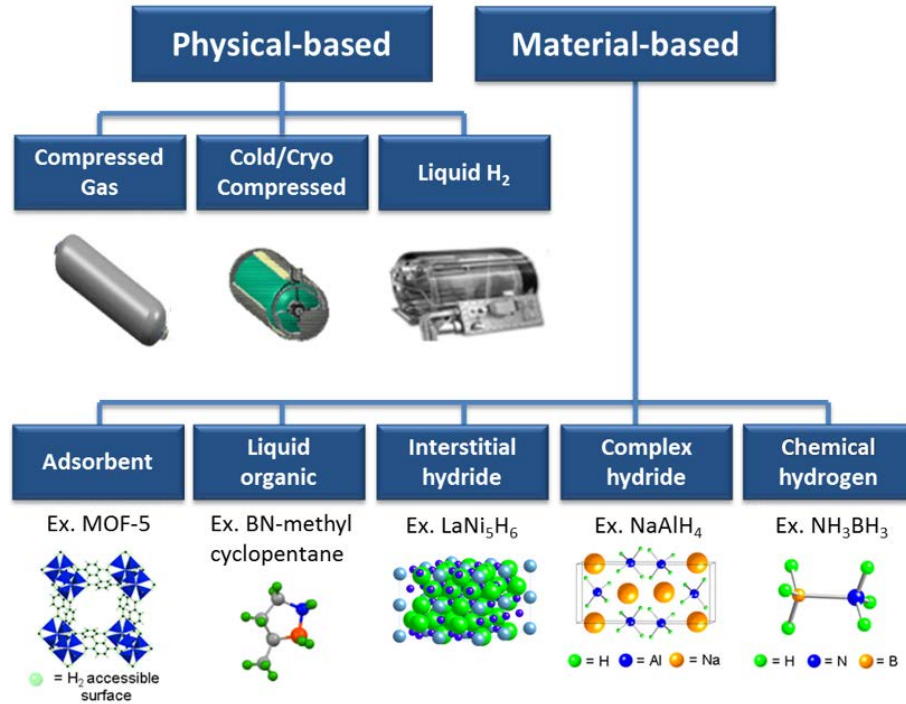 Physical-based
Material-based
Compressed
Gas
Cold/Cryo
Compressed
Liquid H₂
Adsorbent
Liquid
organic
Interstitial
hydride
Complex
hydride
Chemical
hydrogen
Ex. MOF-5
Ex. BN-methyl
cyclopentane
Ex. LaNi₅H₆
Ex. NaAlH₄
Ex. NH₃BH₃
= H₂ accessible
surface
= H = Al = Na
= H = N = B